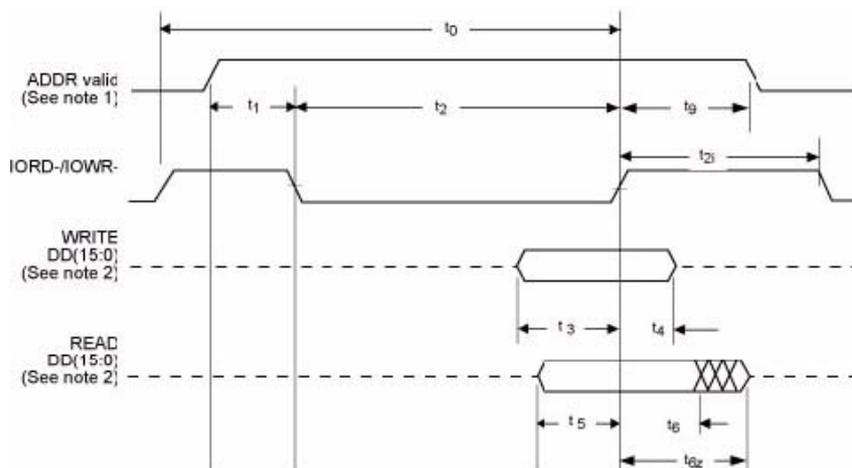 t0
ADDR valid
(See note 1)
t1
t2
t9
IORD-/IOWR-
t2i
WRITE
DD(15:0)
(See note 2)
t3
t4
READ
DD(15:0)
(See note 2)
t5
t6
t6z